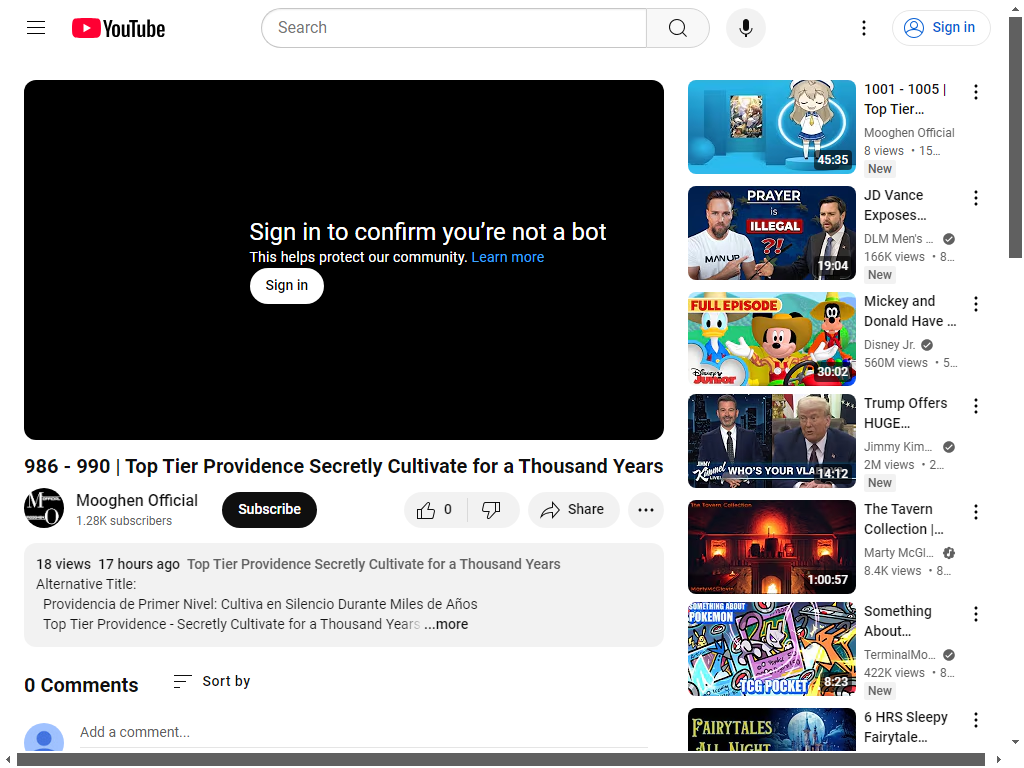 YouTube
Search
Sign in
Sign in to confirm you’re not a bot
This helps protect our community. Learn more
Sign in
986 - 990 | Top Tier Providence Secretly Cultivate for a Thousand Years
Mooghen Official
1.28K subscribers
Subscribe
0
Share
18 views 17 hours ago Top Tier Providence Secretly Cultivate for a Thousand Years
Alternative Title:
Providencia de Primer Nivel: Cultiva en Silencio Durante Miles de Años
Top Tier Providence - Secretly Cultivate for a Thousand Years ...more
0 Comments
Sort by
Add a comment...
45:35
1001 - 1005 |
Top Tier…
Mooghen Official
8 views • 15…
New
PRAYER
is
ILLEGAL
?!
MAN UP
19:04
JD Vance
Exposes…
DLM Men's …
166K views • 8…
New
FULL EPISODE
Disney Junior
30:02
Mickey and
Donald Have …
Disney Jr.
560M views • 5…
JIMMY
Kimmel
LIVE!
WHO'S YOUR VLA
14:12
Trump Offers
HUGE…
Jimmy Kim…
2M views • 2…
New
The Tavern Collection
1:00:57
The Tavern
Collection |…
Marty McGl…
8.4K views • 8…
SOMETHING ABOUT
POKEMON
TCG POCKET
8:23
Something
About…
TerminalMo…
422K views • 8…
New
FAIRYTALES
ALL NIGHT
6 HRS Sleepy
Fairytale…